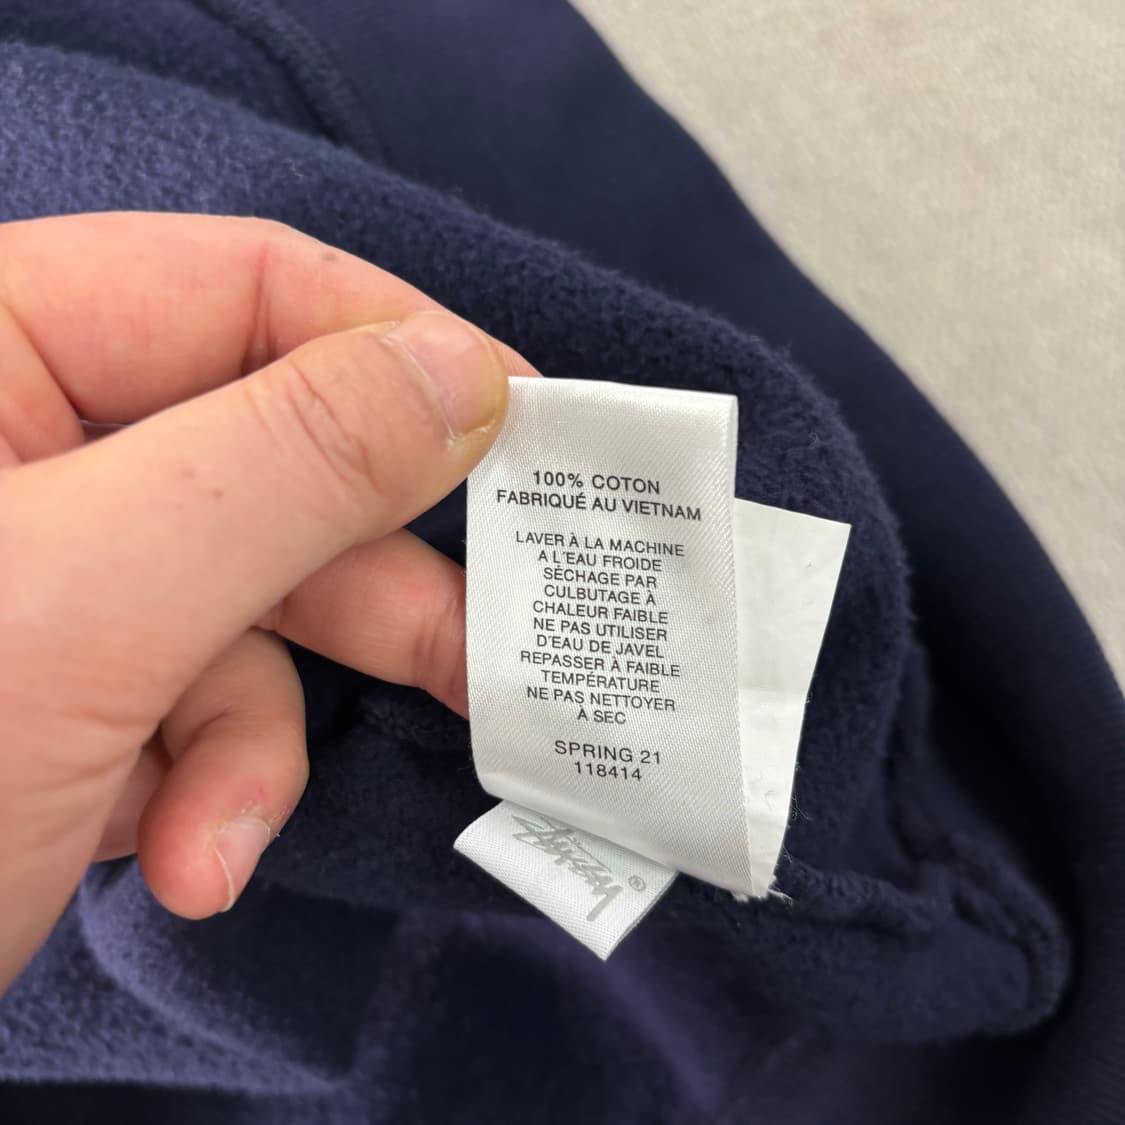 100% COTON
FABRIQUÉ AU VIETNAM
LAVER À LA MACHINE
A L'EAU FROIDE
SÉCHAGE PAR
CULBUTAGE À
CHALEUR FAIBLE
NE PAS UTILISER
D'EAU DE JAVEL
REPASSER À FAIBLE
TEMPÉRATURE
NE PAS NETTOYER
À SEC
SPRING 21
118414
Stüssy ®